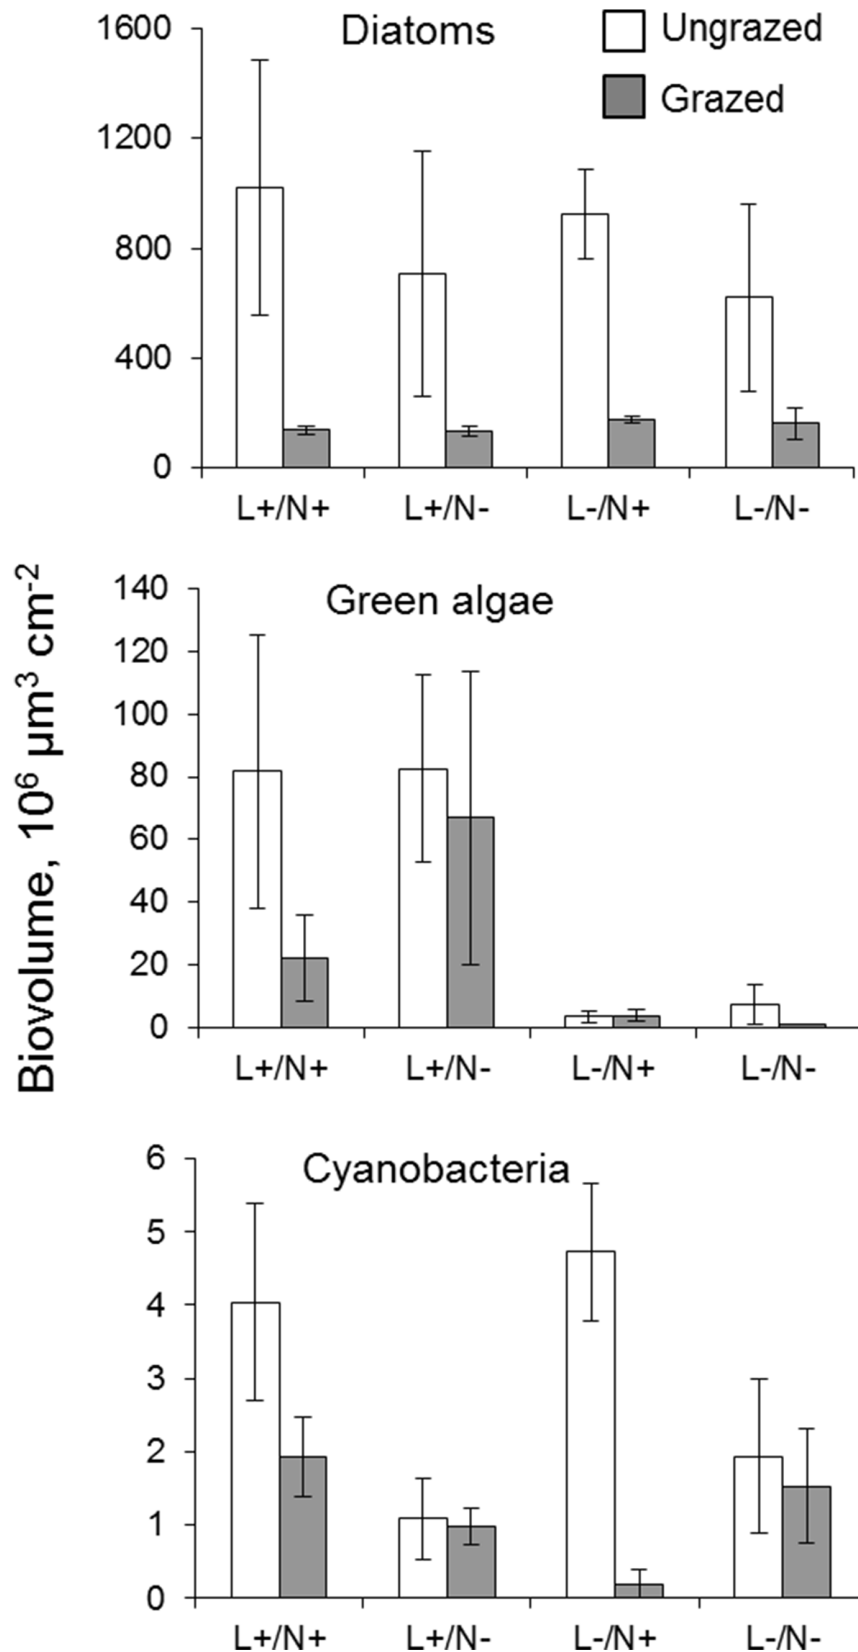 Diatoms
Ungrazed
Grazed
1600
1200
800
400
0
L+/N+ L+/N- L-/N+ L-/N-
Biovolume, 10⁶ µm³ cm⁻²
Green algae
140
120
100
80
60
40
20
0
L+/N+ L+/N- L-/N+ L-/N-
Cyanobacteria
6
5
4
3
2
1
0
L+/N+ L+/N- L-/N+ L-/N-